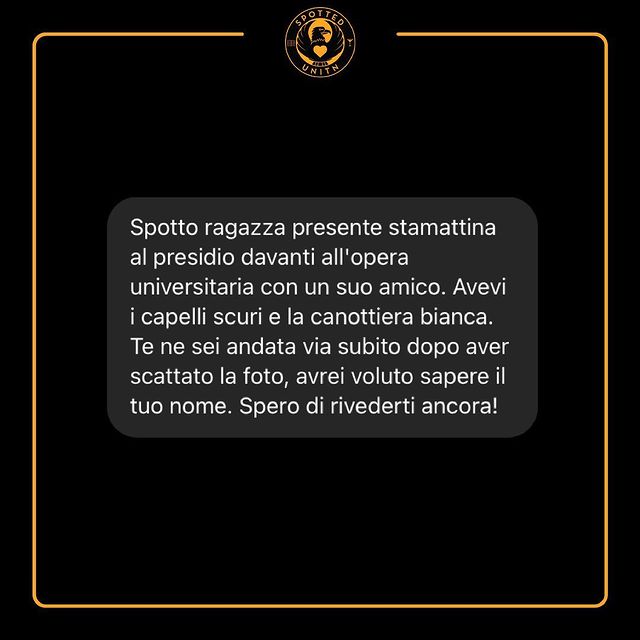 SPOTTED
UNITN
Spotto ragazza presente stamattina
al presidio davanti all'opera
universitaria con un suo amico. Avevi
i capelli scuri e la canottiera bianca.
Te ne sei andata via subito dopo aver
scattato la foto, avrei voluto sapere il
tuo nome. Spero di rivederti ancora!